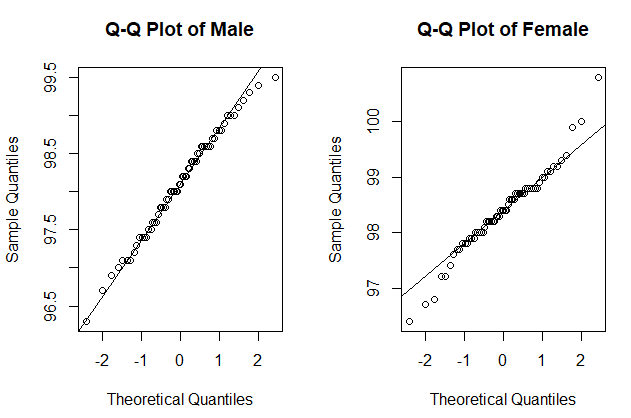 Q-Q Plot of Male
Sample Quantiles
99.5
98.5
97.5
96.5
-2 -1 0 1 2
Theoretical Quantiles
Q-Q Plot of Female
Sample Quantiles
100
99
98
97
-2 -1 0 1 2
Theoretical Quantiles